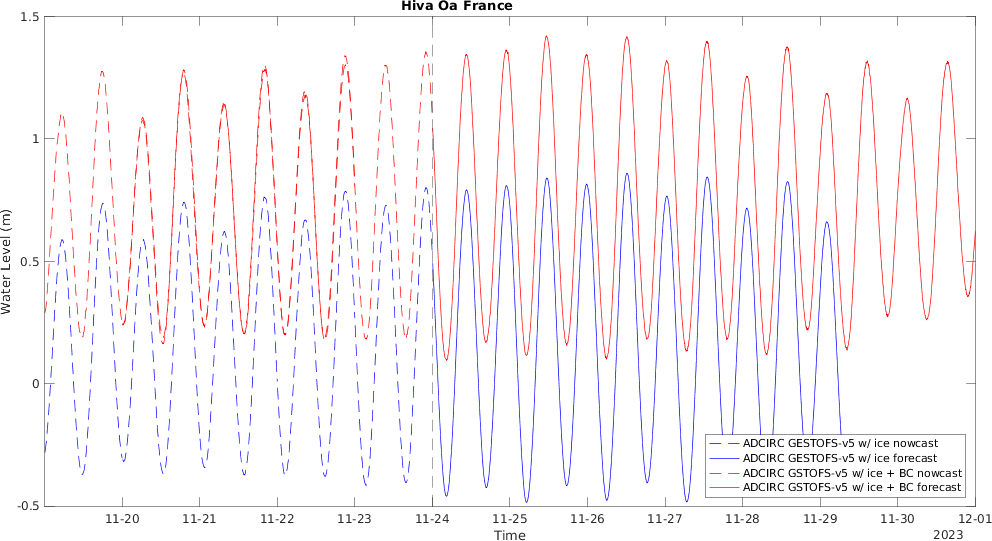 Hiva Oa France
Water Level (m)
1.5
1
0.5
0
-0.5
ADCIRC GESTOFS-v5 w/ ice nowcast
ADCIRC GESTOFS-v5 w/ ice forecast
ADCIRC GSTOFS-v5 w/ ice + BC nowcast
ADCIRC GSTOFS-v5 w/ ice + BC forecast
11-20 11-21 11-22 11-23 11-24 11-25 11-26 11-27 11-28 11-29 11-30 12-01
Time
2023